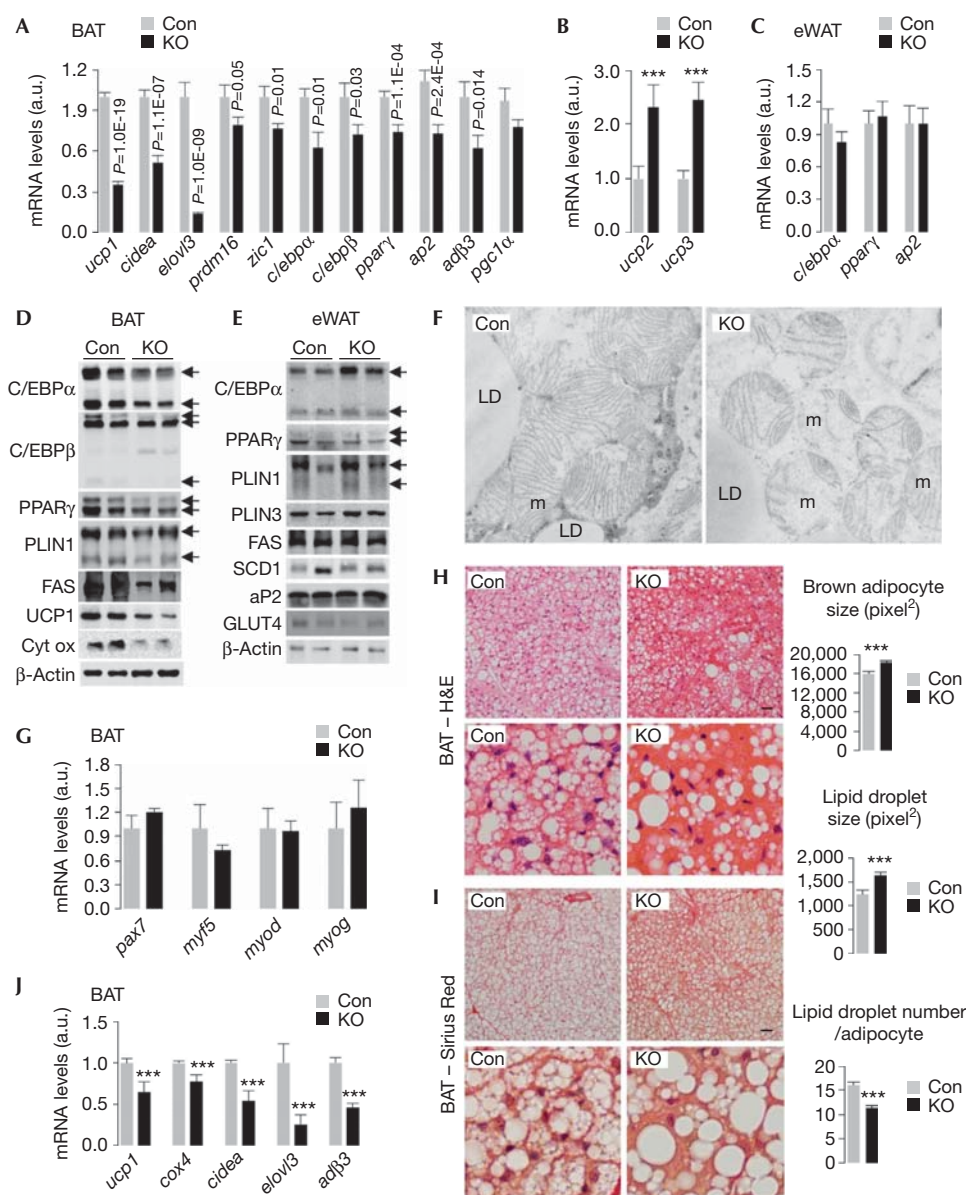 A
BAT
Con
KO
mRNA levels (a.u.)
1.2
0.9
0.6
0.3
0.0
P=1.0E-19
P=1.1E-07
P=1.0E-09
P=0.05
P=0.01
P=0.01
P=0.03
P=1.1E-04
P=2.4E-04
P=0.014
ucp1
cidea
elovl3
prdm16
zic1
c/ebpα
c/ebpβ
pparγ
ap2
adβ3
pgc1α
B
Con
KO
mRNA levels (a.u.)
3.0
2.0
1.0
0.0
***
***
ucp2
ucp3
C
eWAT
Con
KO
mRNA levels (a.u.)
1.5
1.2
0.9
0.6
0.3
0.0
c/ebpα
pparγ
ap2
D
BAT
Con KO
C/EBPα
C/EBPβ
PPARγ
PLIN1
FAS
UCP1
Cyt ox
β-Actin
E
eWAT
Con KO
C/EBPα
PPARγ
PLIN1
PLIN3
FAS
SCD1
aP2
GLUT4
β-Actin
F
Con
LD
m
LD
KO
m
LD
m
G
BAT
Con
KO
mRNA levels (a.u.)
1.8
1.5
1.2
0.9
0.6
0.3
0.0
pax7
myf5
myod
myog
H
BAT – H&E
Con
KO
Con
KO
Brown adipocyte
size (pixel²)
20,000
16,000
12,000
8,000
4,000
0
***
Con
KO
Lipid droplet
size (pixel²)
2,000
1,500
1,000
500
0
***
Con
KO
I
BAT – Sirius Red
Con
KO
Con
KO
Lipid droplet number
/adipocyte
20
15
10
5
0
***
Con
KO
J
BAT
Con
KO
mRNA levels (a.u.)
1.5
1.0
0.5
0.0
***
***
***
***
***
ucp1
cox4
cidea
elovl3
adβ3